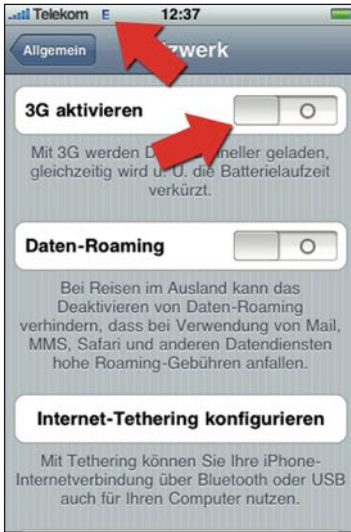 Telekom E 12:37
Allgemein zwerk
3G aktivieren
Mit 3G werden D neller geladen,
gleichzeitig wird u. U. die Batterielaufzeit
verkürzt.
Daten-Roaming
Bei Reisen im Ausland kann das
Deaktivieren von Daten-Roaming
verhindern, dass bei Verwendung von Mail,
MMS, Safari und anderen Datendiensten
hohe Roaming-Gebühren anfallen.
Internet-Tethering konfigurieren
Mit Tethering können Sie Ihre iPhone-
Internetverbindung über Bluetooth oder USB
auch für Ihren Computer nutzen.